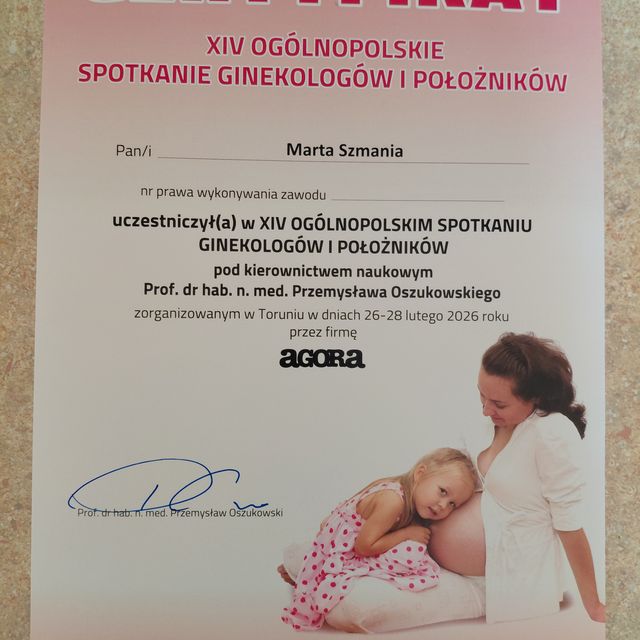 CERTYFIKAT
XIV OGÓLNOPOLSKIE
SPOTKANIE GINEKOLOGÓW I POŁOŻNIKÓW
Pan/i Marta Szmania
nr prawa wykonywania zawodu
uczestniczył(a) w XIV OGÓLNOPOLSKIM SPOTKANIU
GINEKOLOGÓW I POŁOŻNIKÓW
pod kierownictwem naukowym
Prof. dr hab. n. med. Przemysława Oszukowskiego
zorganizowanym w Toruniu w dniach 26-28 lutego 2026 roku
przez firmę
AGORA
Prof. dr hab. n. med. Przemysław Oszukowski